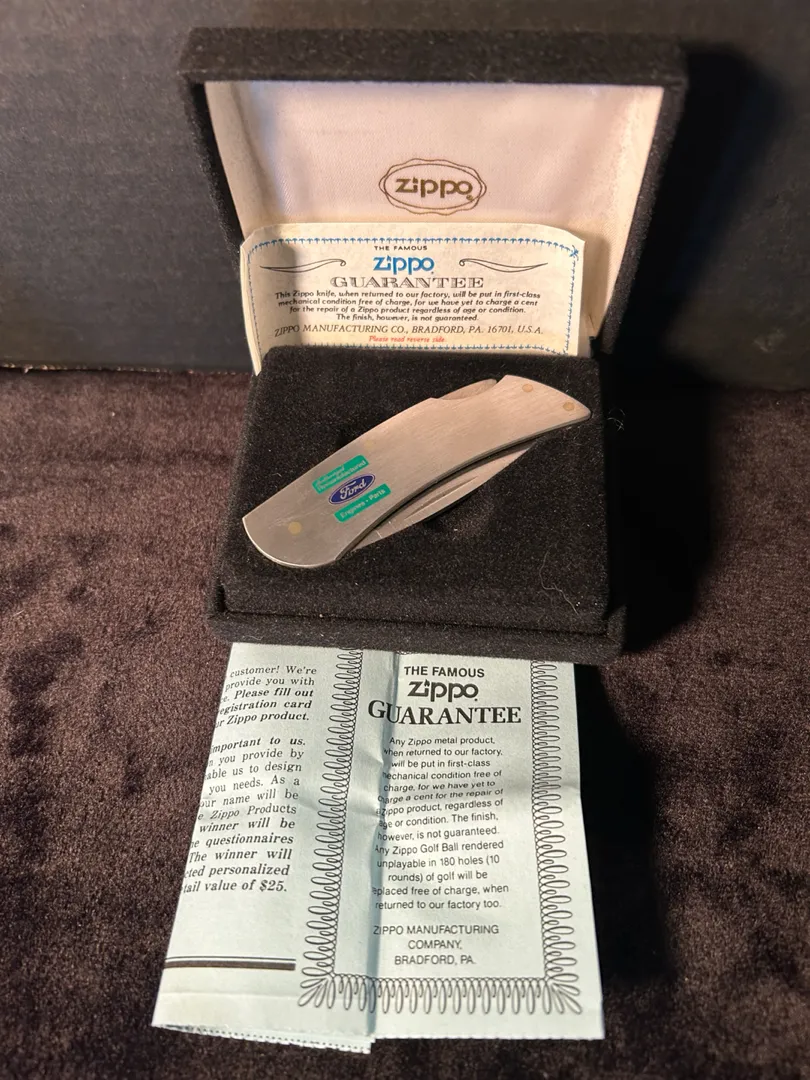 zippo
THE FAMOUS
zippo
GUARANTEE
This Zippo knife, when returned to our factory, will be put in first-class
mechanical condition free of charge, for we have yet to charge a cent
for the repair of a Zippo product regardless of age or condition.
The finish, however, is not guaranteed.
ZIPPO MANUFACTURING CO., BRADFORD, PA. 16701, U.S.A.
Please read reverse side.
Authorized
Remanufactured
Ford
Engines • Parts
customer! We're
provide you with
e. Please fill out
egistration card
ur Zippo product.
mportant to us.
n you provide by
able us to design
you needs. As a
our name will be
e Zippo Products
winner will be
he questionnaires
The winner will
cted personalized
tail value of $25.
THE FAMOUS
zippo
GUARANTEE
Any Zippo metal product,
when returned to our factory,
will be put in first-class
mechanical condition free of
charge, for we have yet to
charge a cent for the repair of
a Zippo product, regardless of
age or condition. The finish,
however, is not guaranteed.
Any Zippo Golf Ball rendered
unplayable in 180 holes (10
rounds) of golf will be
eplaced free of charge, when
returned to our factory too.
ZIPPO MANUFACTURING
COMPANY,
BRADFORD, PA.